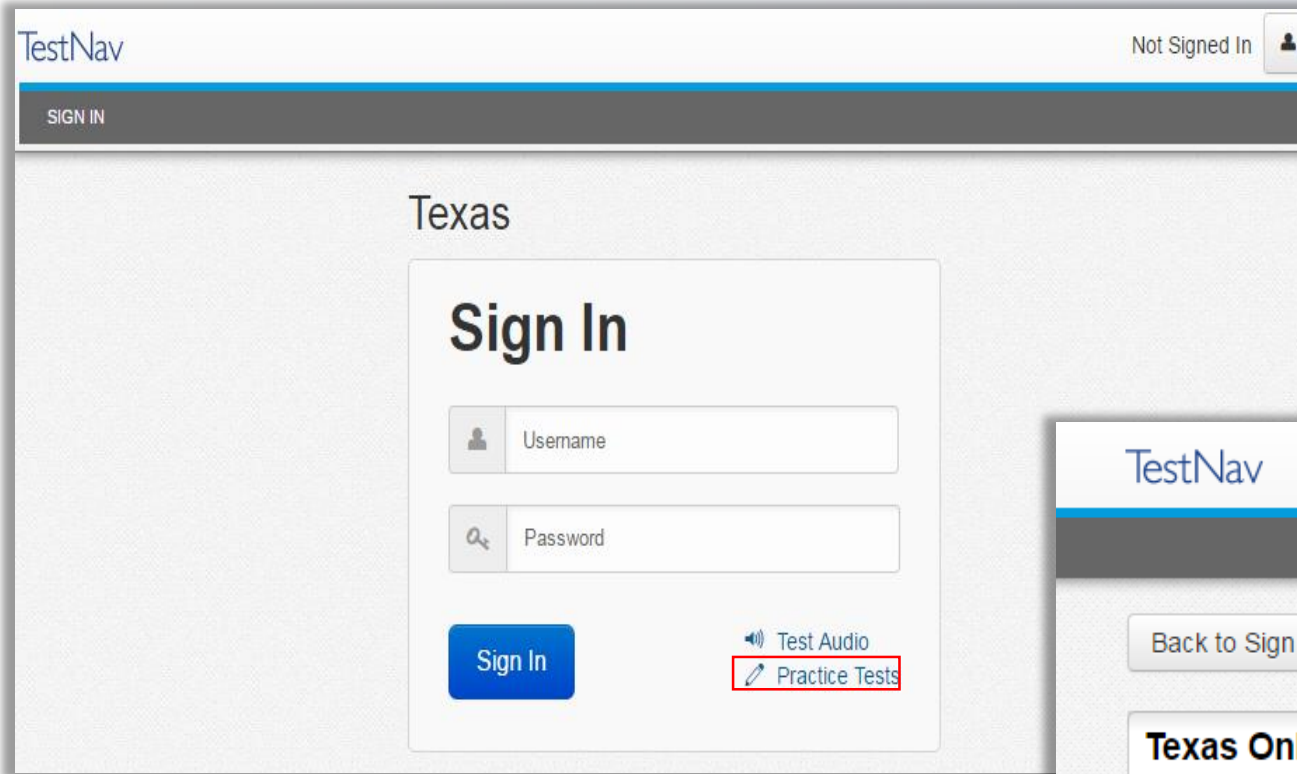 TestNav
Not Signed In
SIGN IN
Texas
Sign In
Username
Password
Sign In
Test Audio
Practice Tests
TestNav
Back to Sign
Texas